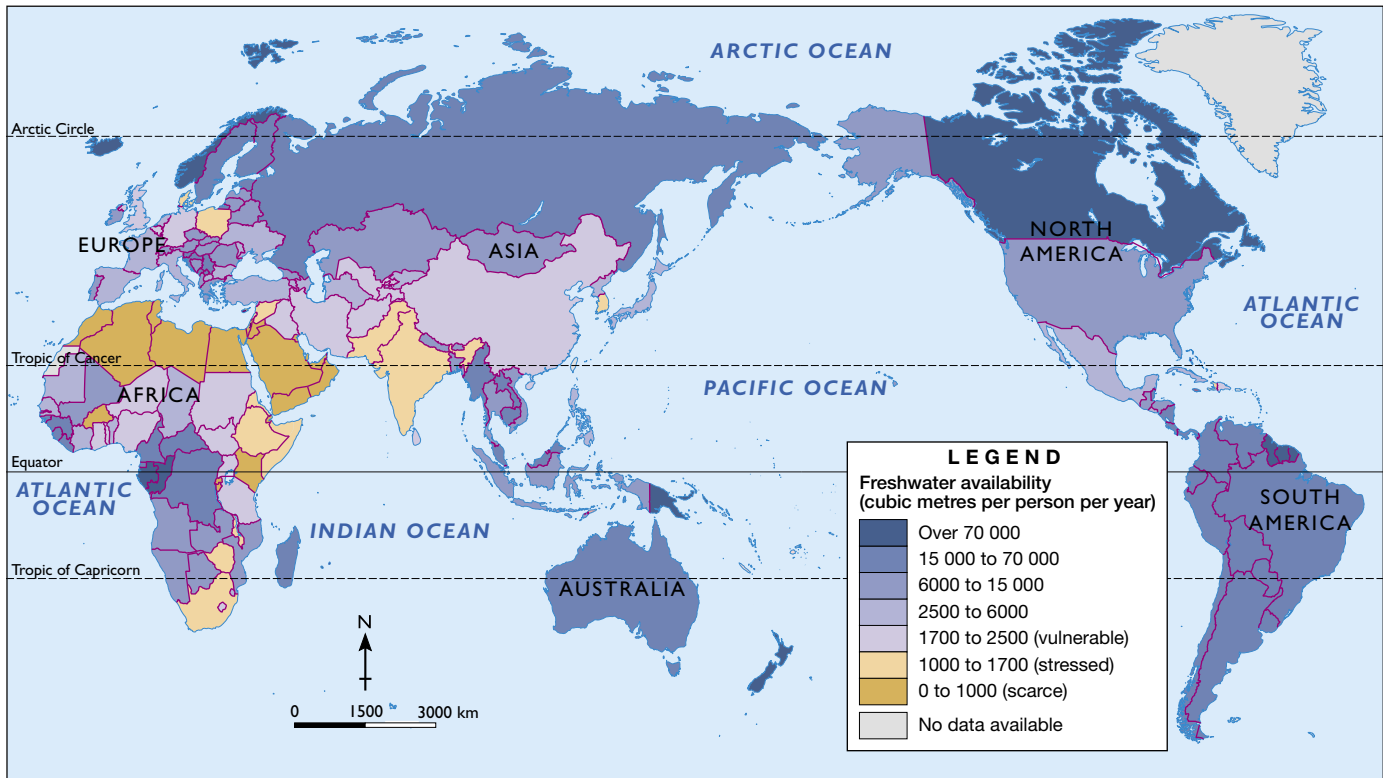 ARCTIC OCEAN
Arctic Circle
EUROPE
ASIA
NORTH
AMERICA
ATLANTIC
OCEAN
Tropic of Cancer
AFRICA
PACIFIC OCEAN
Equator
ATLANTIC
OCEAN
INDIAN OCEAN
SOUTH
AMERICA
Tropic of Capricorn
AUSTRALIA
N
0 1500 3000 km
LEGEND
Freshwater availability
(cubic metres per person per year)
Over 70 000
15 000 to 70 000
6000 to 15 000
2500 to 6000
1700 to 2500 (vulnerable)
1000 to 1700 (stressed)
0 to 1000 (scarce)
No data available